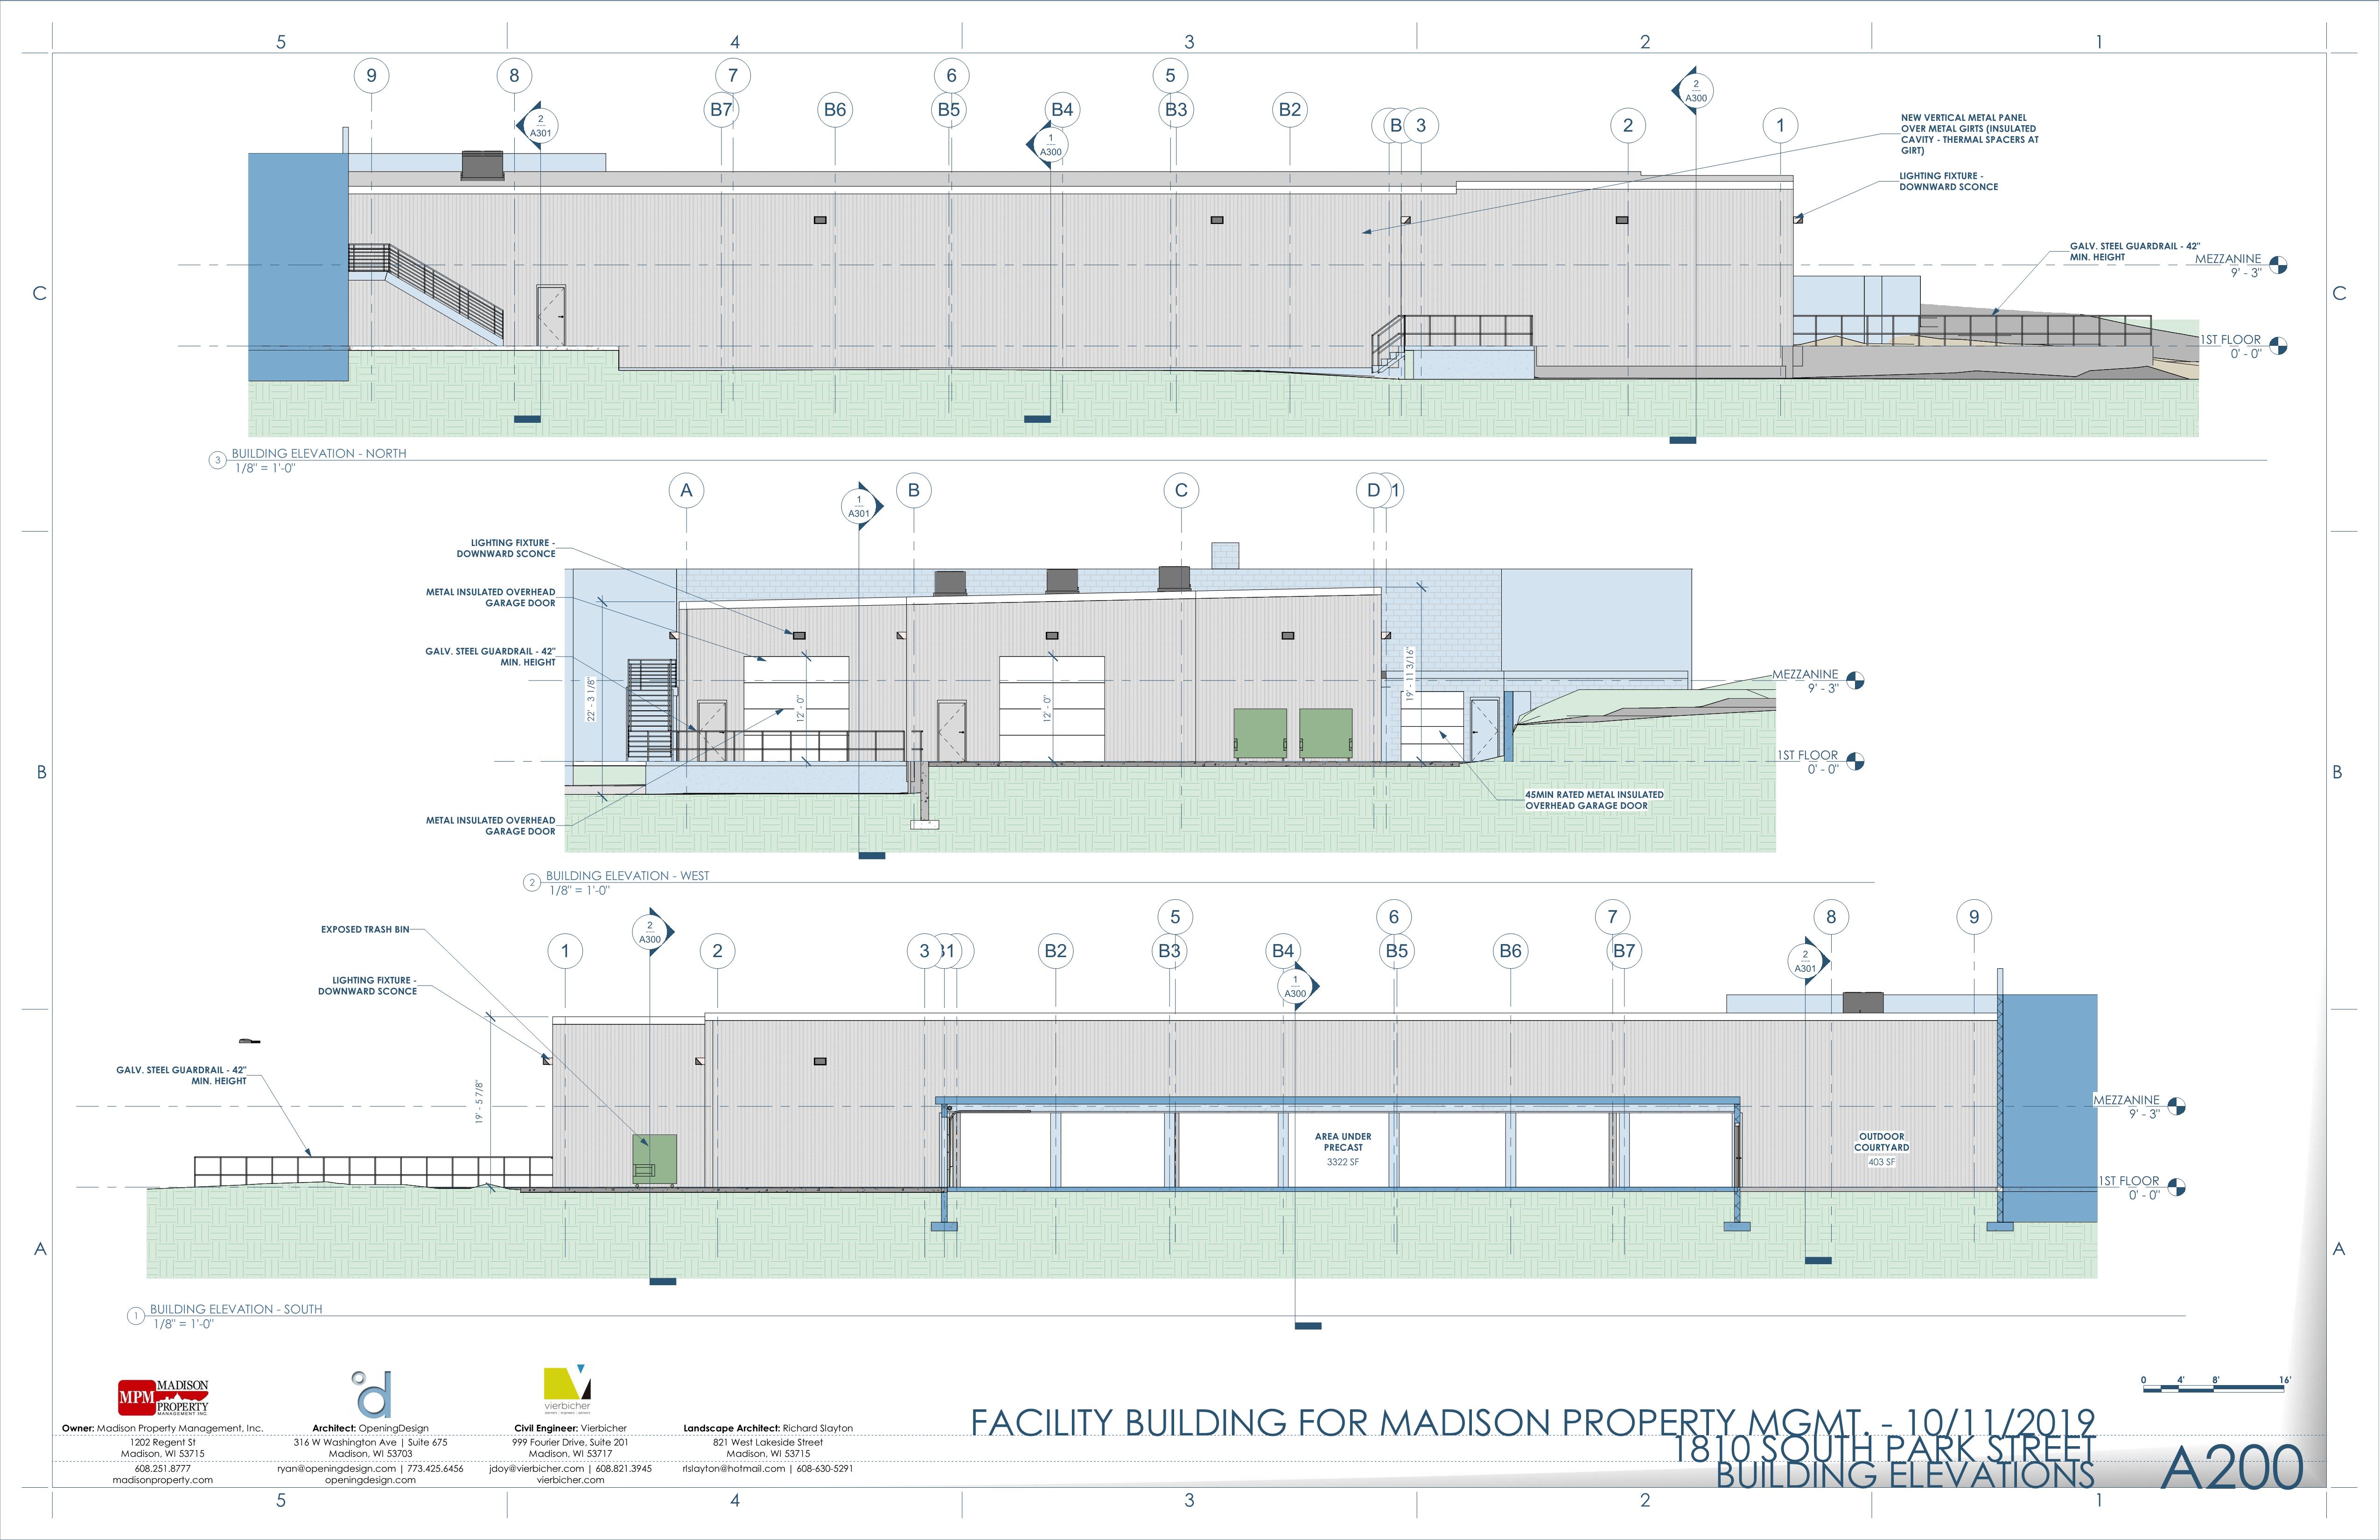 5
4
3
2
1
9
8
7
6
5
B7
B6
B5
B4
B3
B2
B
3
2
1
2
A301
1
A300
2
A300
NEW VERTICAL METAL PANEL
OVER METAL GIRTS (INSULATED
CAVITY - THERMAL SPACERS AT
GIRT)
LIGHTING FIXTURE -
DOWNWARD SCONCE
GALV. STEEL GUARDRAIL - 42"
MIN. HEIGHT
MEZZANINE
9' - 3"
C
C
1ST FLOOR
0' - 0"
3
BUILDING ELEVATION - NORTH
1/8" = 1'-0"
A
B
C
D
1
1
A301
LIGHTING FIXTURE -
DOWNWARD SCONCE
METAL INSULATED OVERHEAD
GARAGE DOOR
GALV. STEEL GUARDRAIL - 42"
MIN. HEIGHT
22' - 3 1/8"
12' - 0"
12' - 0"
19' - 11 3/16"
MEZZANINE
9' - 3"
1ST FLOOR
0' - 0"
B
B
METAL INSULATED OVERHEAD
GARAGE DOOR
45MIN RATED METAL INSULATED
OVERHEAD GARAGE DOOR
2
BUILDING ELEVATION - WEST
1/8" = 1'-0"
5
6
7
8
9
1
2
3
B2
B3
B4
B5
B6
B7
2
A300
1
A300
2
A301
EXPOSED TRASH BIN
LIGHTING FIXTURE -
DOWNWARD SCONCE
GALV. STEEL GUARDRAIL - 42"
MIN. HEIGHT
19' - 5 7/8"
AREA UNDER
PRECAST
3322 SF
OUTDOOR
COURTYARD
403 SF
MEZZANINE
9' - 3"
1ST FLOOR
0' - 0"
A
A
1
BUILDING ELEVATION - SOUTH
1/8" = 1'-0"
0 4' 8' 16'
MPM MADISON
PROPERTY
MANAGEMENT INC.
d
vierbicher
Owner: Madison Property Management, Inc.
1202 Regent St
Madison, WI 53715
608.251.8777
madisonproperty.com
Architect: OpeningDesign
316 W Washington Ave | Suite 675
Madison, WI 53703
ryan@openingdesign.com | 773.425.6456
openingdesign.com
Civil Engineer: Vierbicher
999 Fourier Drive, Suite 201
Madison, WI 53717
jdoy@vierbicher.com | 608.821.3945
vierbicher.com
Landscape Architect: Richard Slayton
821 West Lakeside Street
Madison, WI 53715
rlslayton@hotmail.com | 608-630-5291
FACILITY BUILDING FOR MADISON PROPERTY MGMT. - 10/11/2019
1810 SOUTH PARK STREET
BUILDING ELEVATIONS
A200
5
4
3
2
1